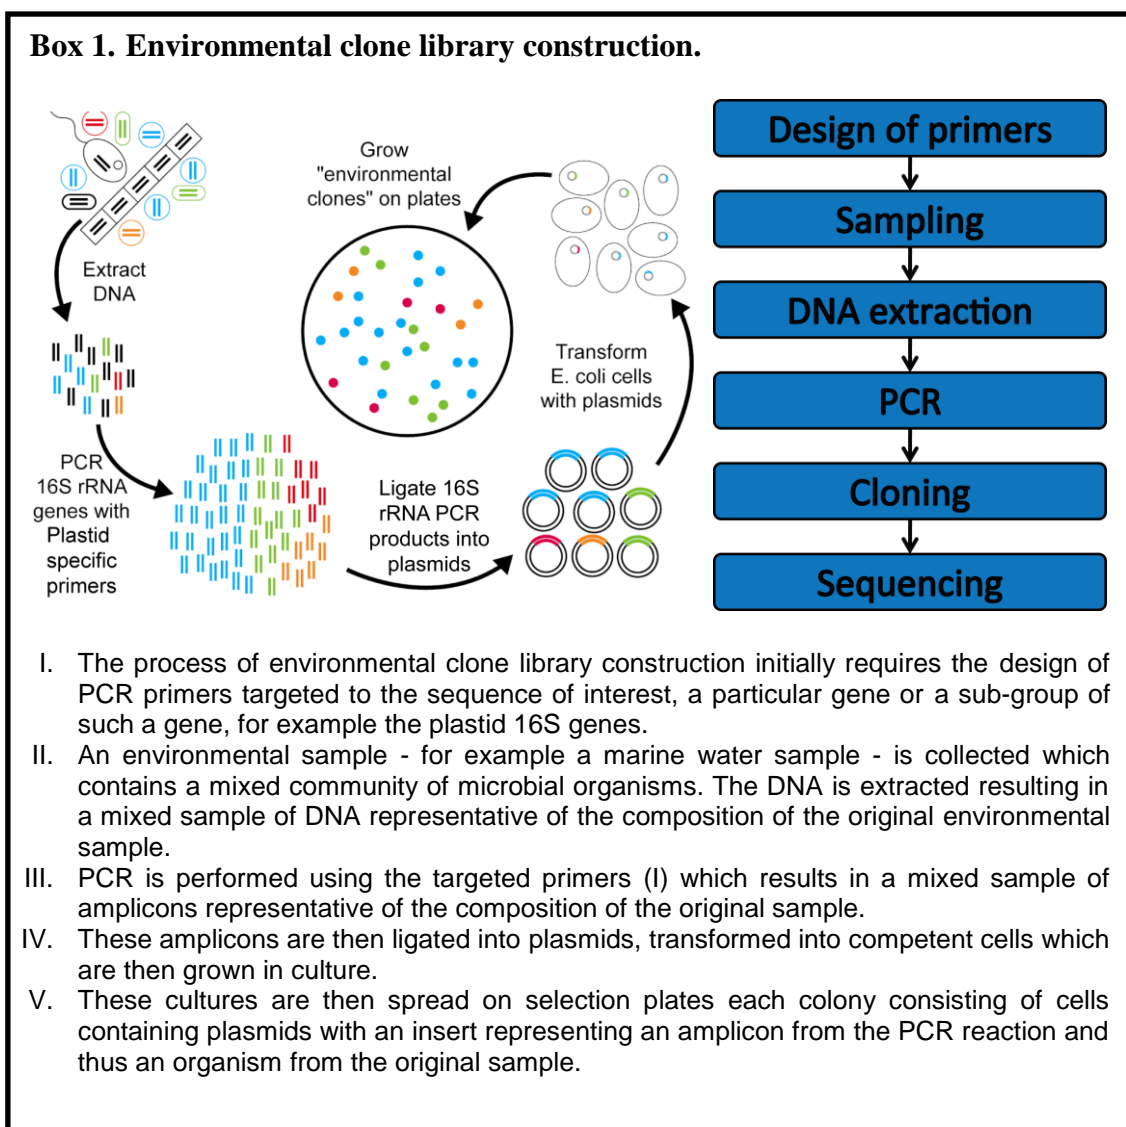 Box 1. Environmental clone library construction.
Extract
DNA
PCR
16S rRNA
genes with
Plastid
specific
primers
Ligate 16S
rRNA PCR
products into
plasmids
Transform
E. coli cells
with plasmids
Grow
"environmental
clones" on plates
Design of primers
Sampling
DNA extraction
PCR
Cloning
Sequencing
I. The process of environmental clone library construction initially requires the design of
PCR primers targeted to the sequence of interest, a particular gene or a sub-group of
such a gene, for example the plastid 16S genes.
II. An environmental sample - for example a marine water sample - is collected which
contains a mixed community of microbial organisms. The DNA is extracted resulting in
a mixed sample of DNA representative of the composition of the original environmental
sample.
III. PCR is performed using the targeted primers (I) which results in a mixed sample of
amplicons representative of the composition of the original sample.
IV. These amplicons are then ligated into plasmids, transformed into competent cells which
are then grown in culture.
V. These cultures are then spread on selection plates each colony consisting of cells
containing plasmids with an insert representing an amplicon from the PCR reaction and
thus an organism from the original sample.